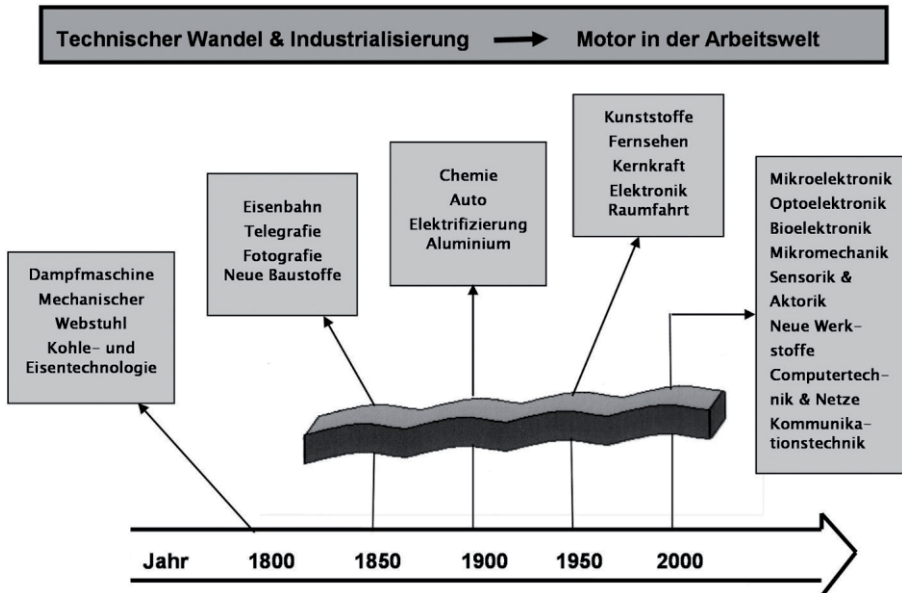 Technischer Wandel & Industrialisierung → Motor in der Arbeitswelt
Dampfmaschine
Mechanischer
Webstuhl
Kohle- und
Eisentechnologie
Eisenbahn
Telegrafie
Fotografie
Neue Baustoffe
Chemie
Auto
Elektrifizierung
Aluminium
Kunststoffe
Fernsehen
Kernkraft
Elektronik
Raumfahrt
Mikroelektronik
Optoelektronik
Bioelektronik
Mikromechanik
Sensorik &
Aktorik
Neue Werk-
stoffe
Computertech-
nik & Netze
Kommunika-
tionstechnik
Jahr 1800 1850 1900 1950 2000